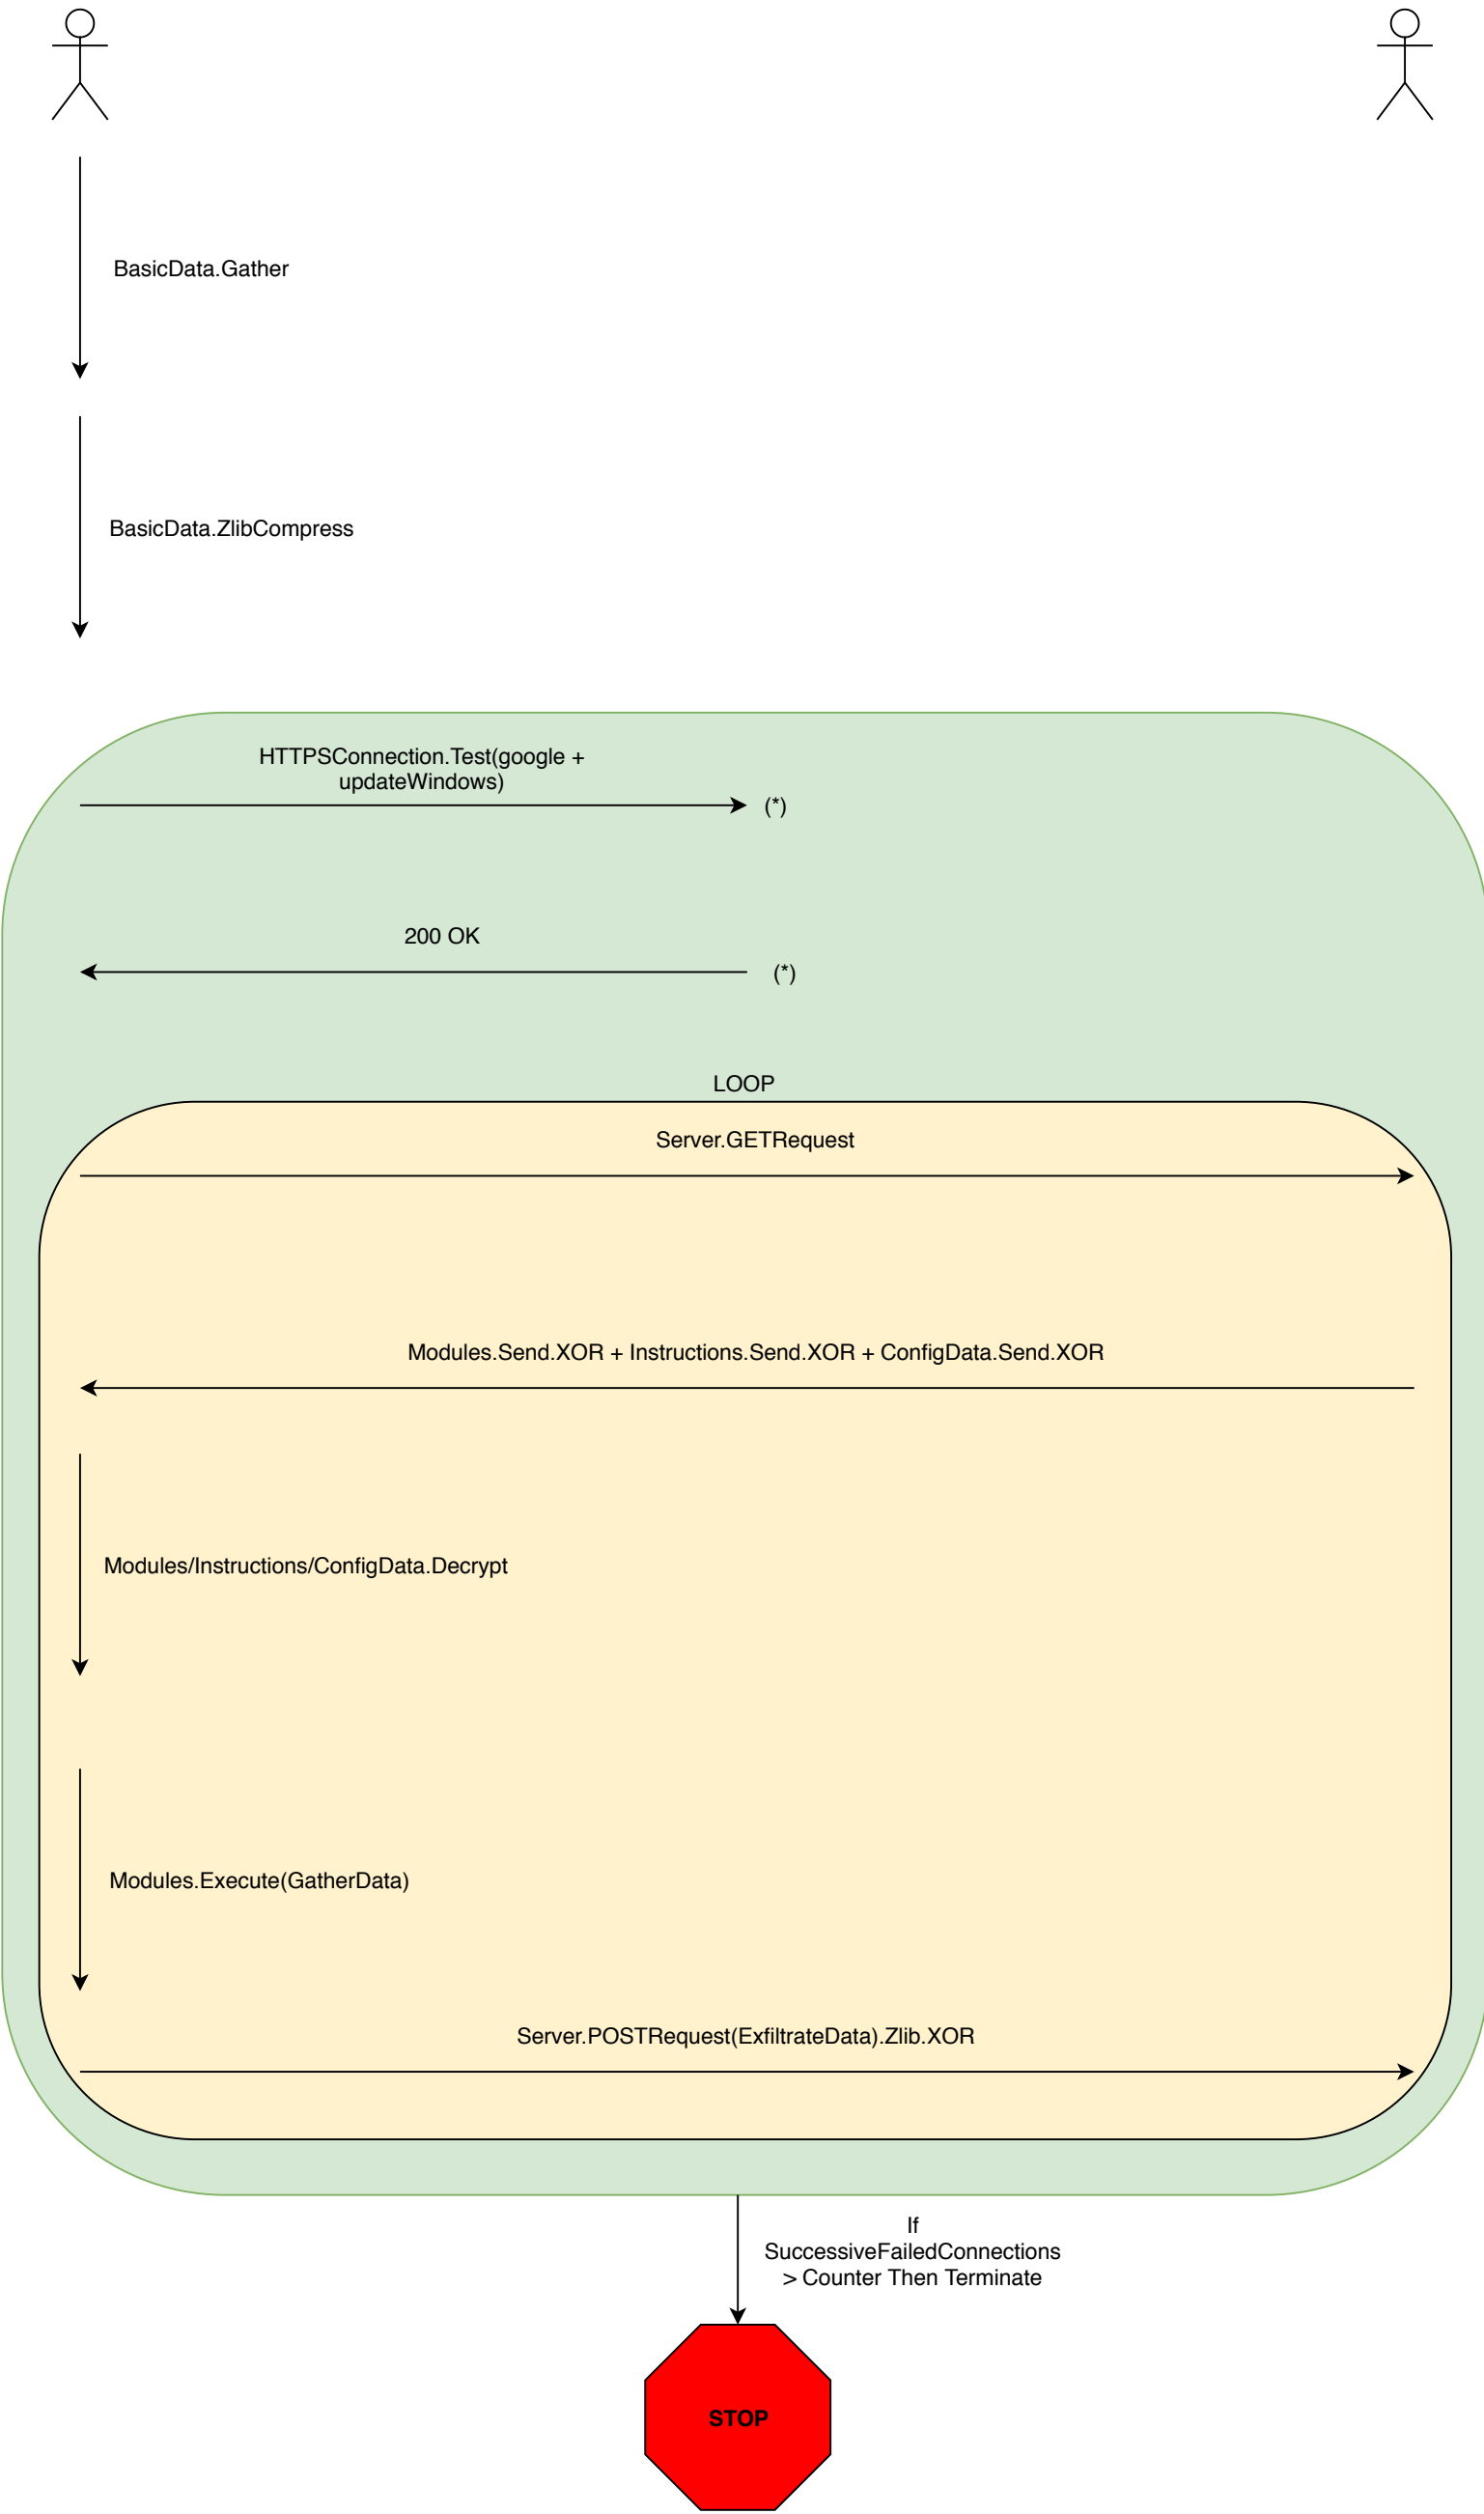 BasicData.Gather
BasicData.ZlibCompress
HTTPSConnection.Test(google +
updateWindows)
(*)
200 OK
(*)
LOOP
Server.GETRequest
Modules.Send.XOR + Instructions.Send.XOR + ConfigData.Send.XOR
Modules/Instructions/ConfigData.Decrypt
Modules.Execute(GatherData)
Server.POSTRequest(ExfiltrateData).Zlib.XOR
If
SuccessiveFailedConnections
> Counter Then Terminate
STOP